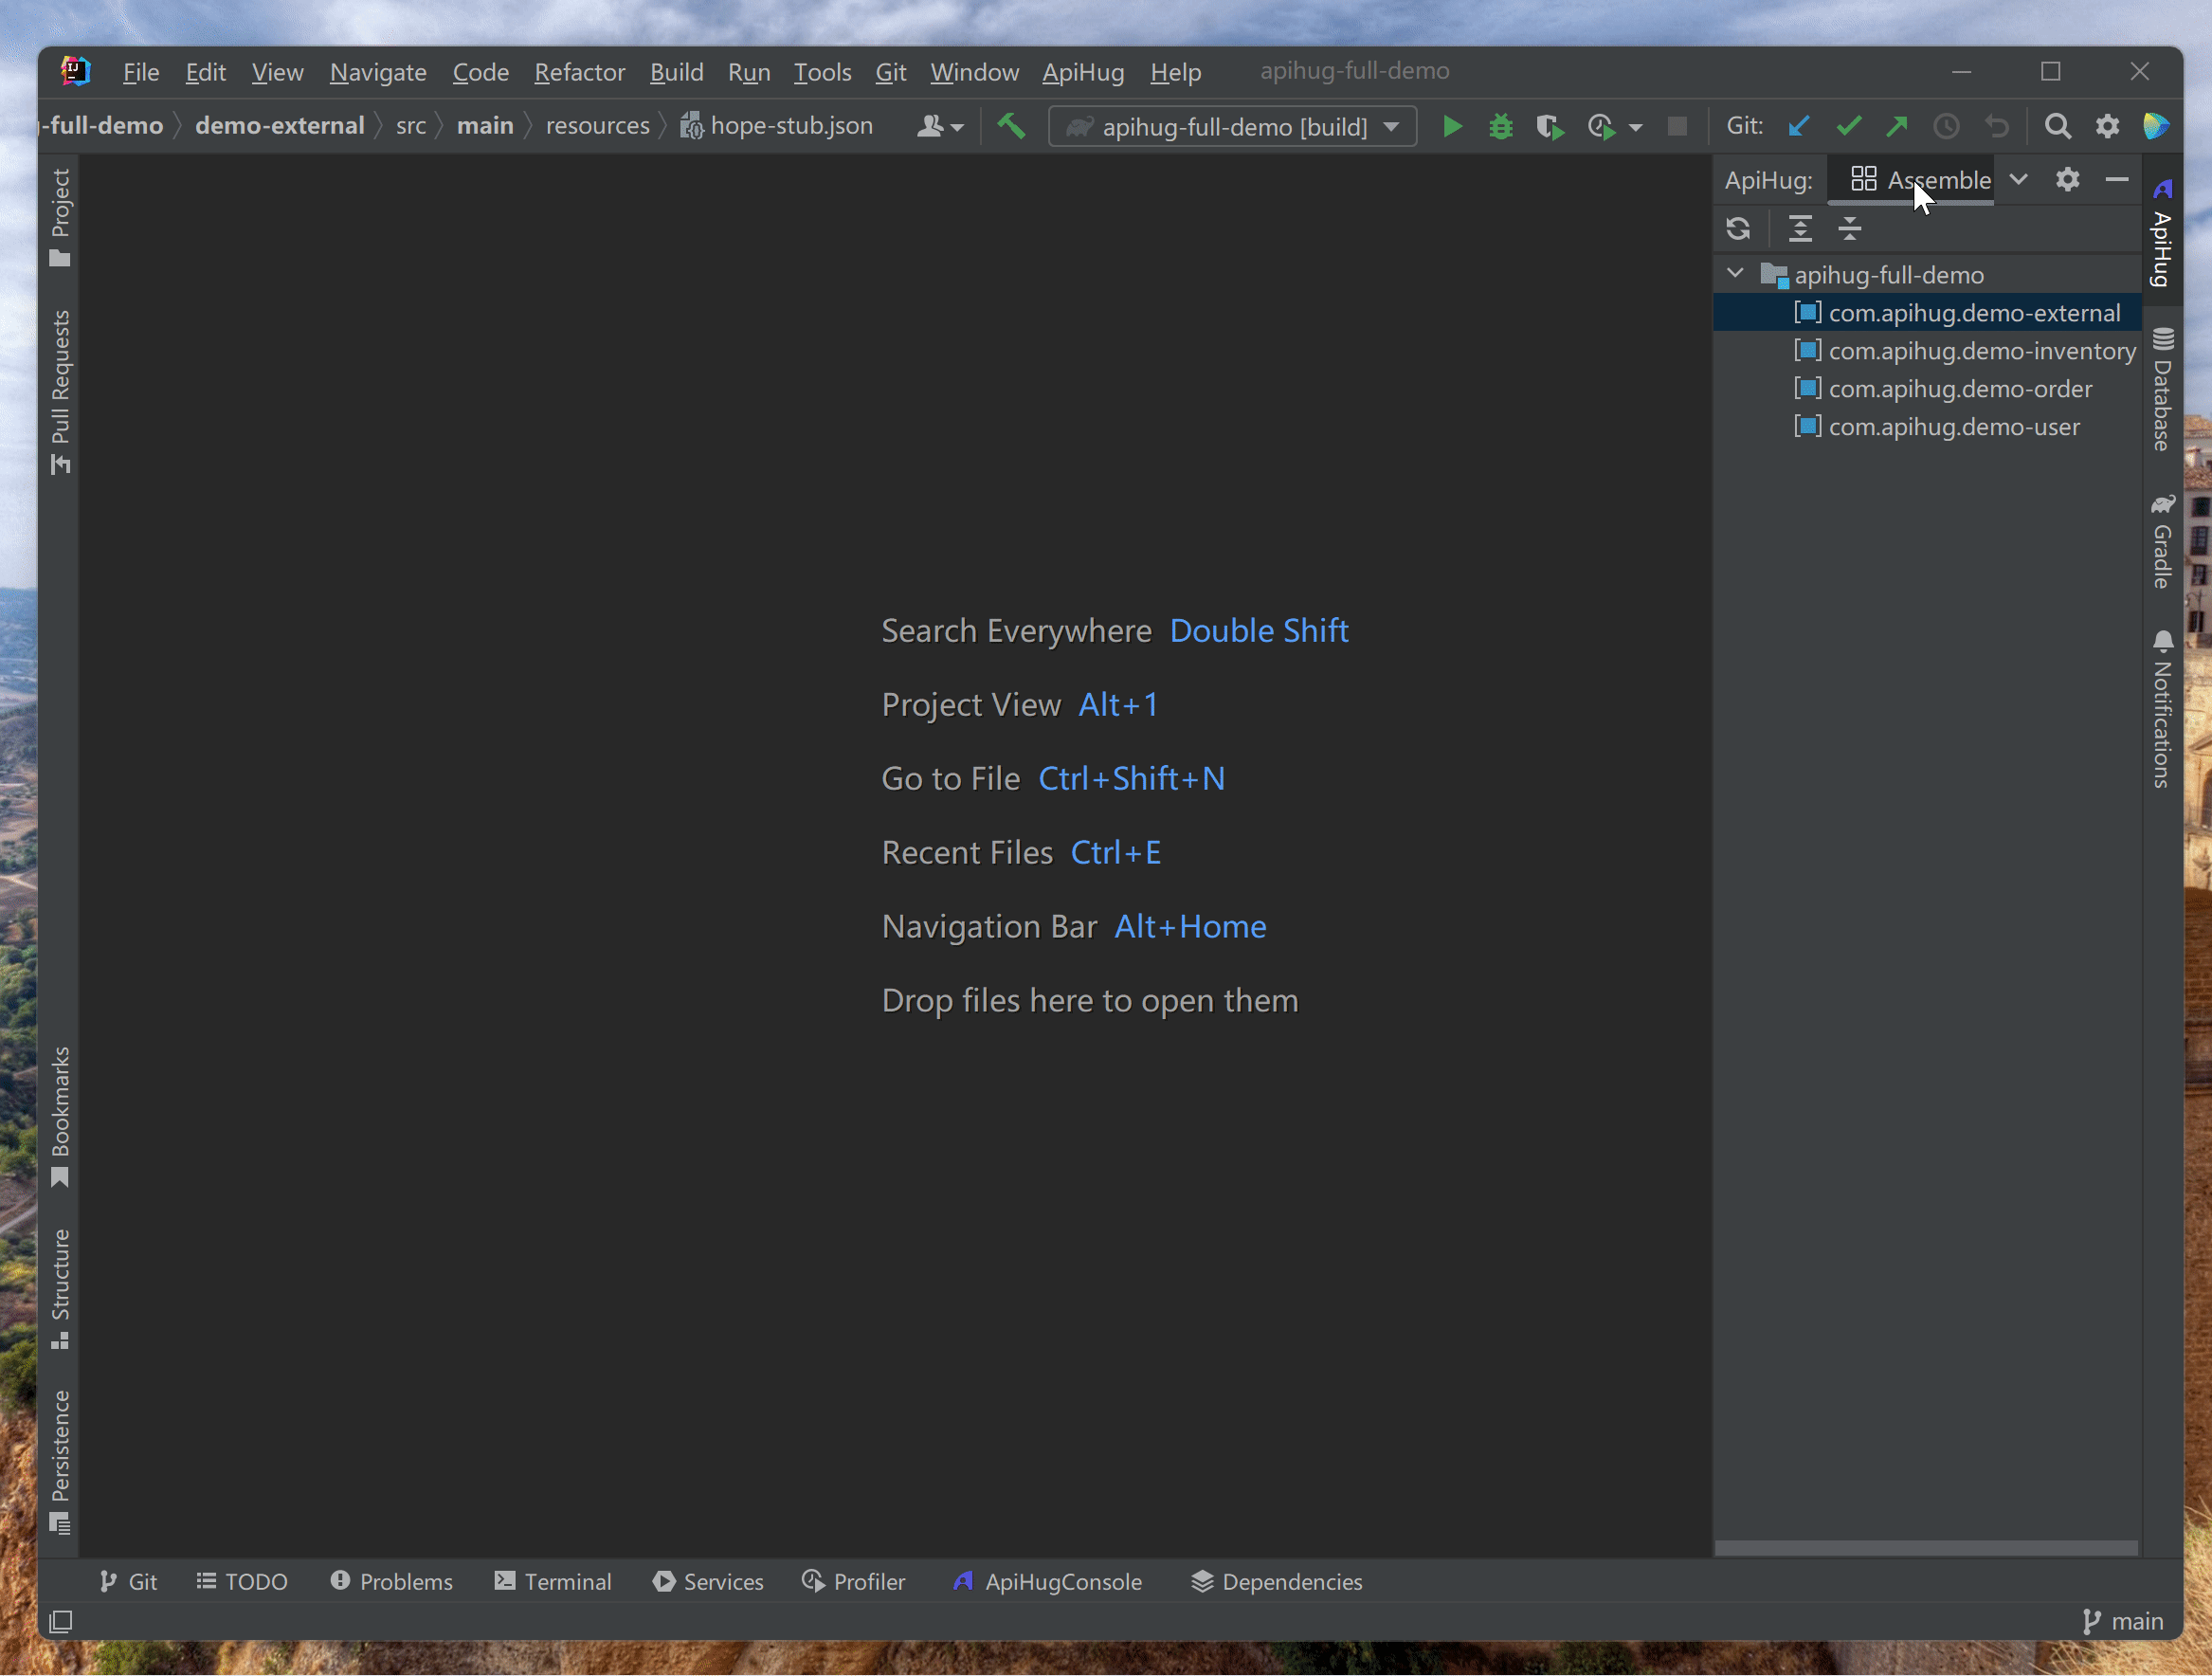 File Edit View Navigate Code Refactor Build Run Tools Git Window ApiHug Help apihug-full-demo
-full-demo demo-external src main resources hope-stub.json apihug-full-demo [build] Git:
ApiHug: Assemble
apihug-full-demo
com.apihug.demo-external
com.apihug.demo-inventory
com.apihug.demo-order
com.apihug.demo-user
Project
Pull Requests
Bookmarks
Structure
Persistence
Search Everywhere Double Shift
Project View Alt+1
Go to File Ctrl+Shift+N
Recent Files Ctrl+E
Navigation Bar Alt+Home
Drop files here to open them
ApiHug
Database
Gradle
Notifications
Git TODO Problems Terminal Services Profiler ApiHugConsole Dependencies
main